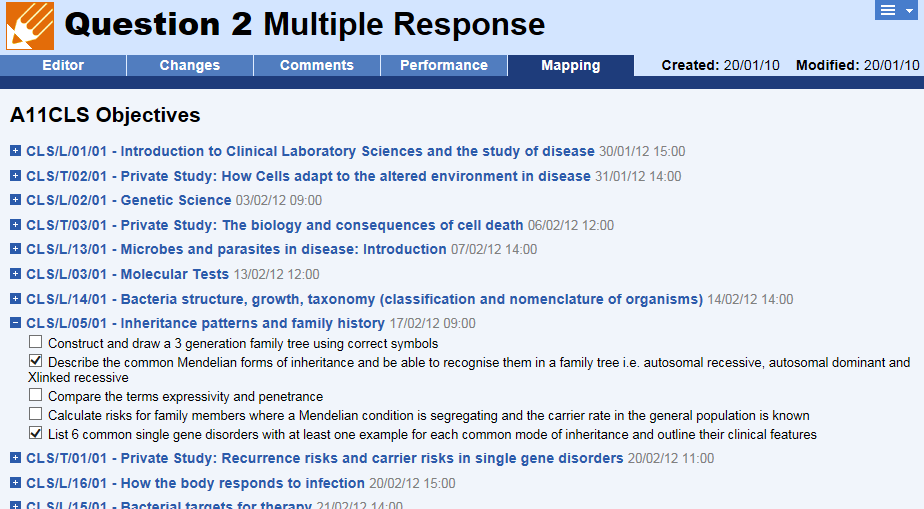 Question 2 Multiple Response
Editor Changes Comments Performance Mapping Created: 20/01/10 Modified: 20/01/10
A11CLS Objectives
CLS/L/01/01 - Introduction to Clinical Laboratory Sciences and the study of disease 30/01/12 15:00
CLS/T/02/01 - Private Study: How Cells adapt to the altered environment in disease 31/01/12 14:00
CLS/L/02/01 - Genetic Science 03/02/12 09:00
CLS/T/03/01 - Private Study: The biology and consequences of cell death 06/02/12 12:00
CLS/L/13/01 - Microbes and parasites in disease: Introduction 07/02/12 14:00
CLS/L/03/01 - Molecular Tests 13/02/12 12:00
CLS/L/14/01 - Bacteria structure, growth, taxonomy (classification and nomenclature of organisms) 14/02/12 14:00
CLS/L/05/01 - Inheritance patterns and family history 17/02/12 09:00
Construct and draw a 3 generation family tree using correct symbols
Describe the common Mendelian forms of inheritance and be able to recognise them in a family tree i.e. autosomal recessive, autosomal dominant and
Xlinked recessive
Compare the terms expressivity and penetrance
Calculate risks for family members where a Mendelian condition is segregating and the carrier rate in the general population is known
List 6 common single gene disorders with at least one example for each common mode of inheritance and outline their clinical features
CLS/T/01/01 - Private Study: Recurrence risks and carrier risks in single gene disorders 20/02/12 11:00
CLS/L/16/01 - How the body responds to infection 20/02/12 15:00
CLS/L/15/01 - Bacterial targets for therapy 21/02/12 14:00